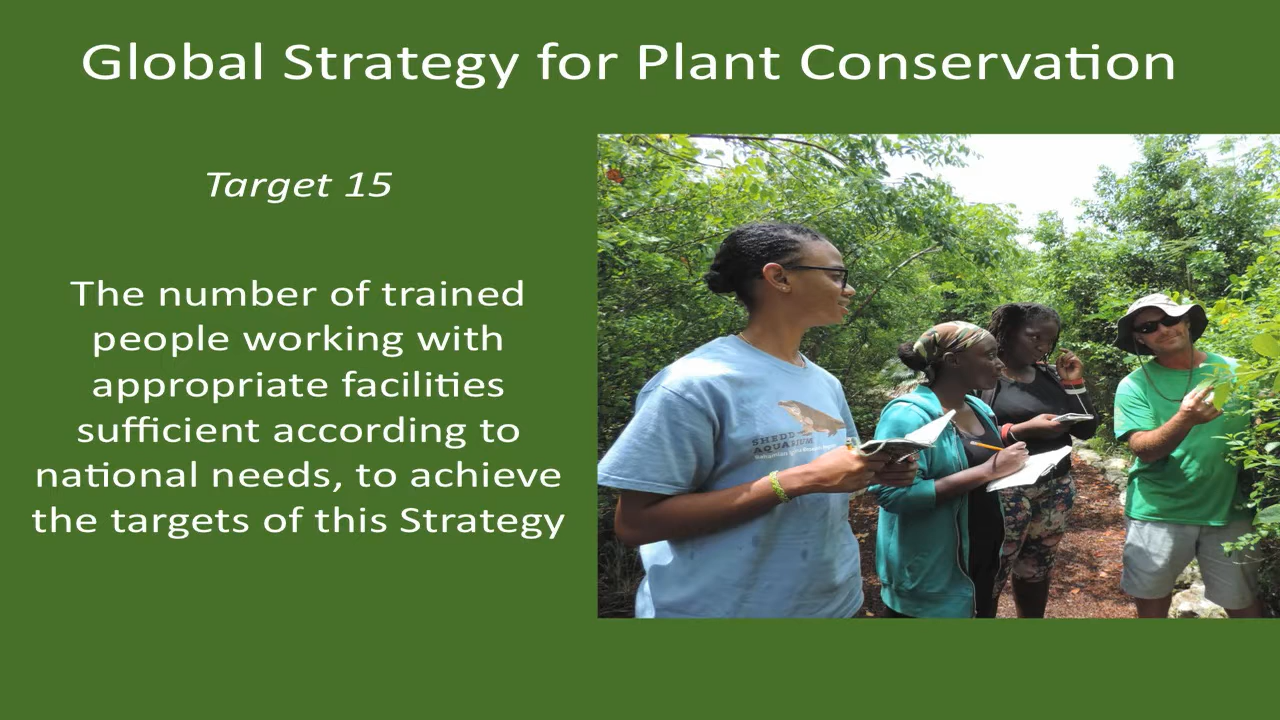 Global Strategy for Plant Conservation
Target 15
The number of trained
people working with
appropriate facilities
sufficient according to
national needs, to achieve
the targets of this Strategy
SHEDD
AQUARIUM